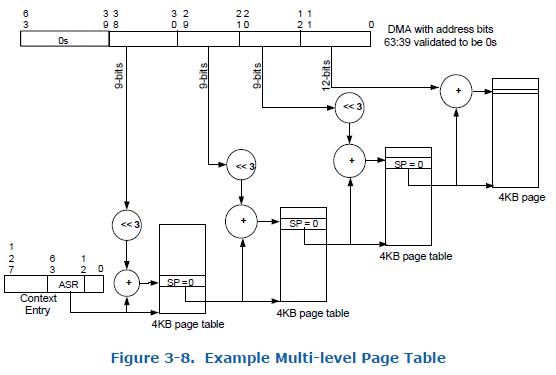 6 3
3 9
3 8
3 0
2 9
2 1
2 0
1 2
1 1
0
0s
DMA with address bits
63:39 validated to be 0s
9-bits
9-bits
9-bits
12-bits
<< 3
+
<< 3
+
SP = 0
4KB page
<< 3
+
SP = 0
4KB page table
<< 3
+
SP = 0
4KB page table
1 2 7
6 3
1 2
0
ASR
Context
Entry
4KB page table
Figure 3-8. Example Multi-level Page Table